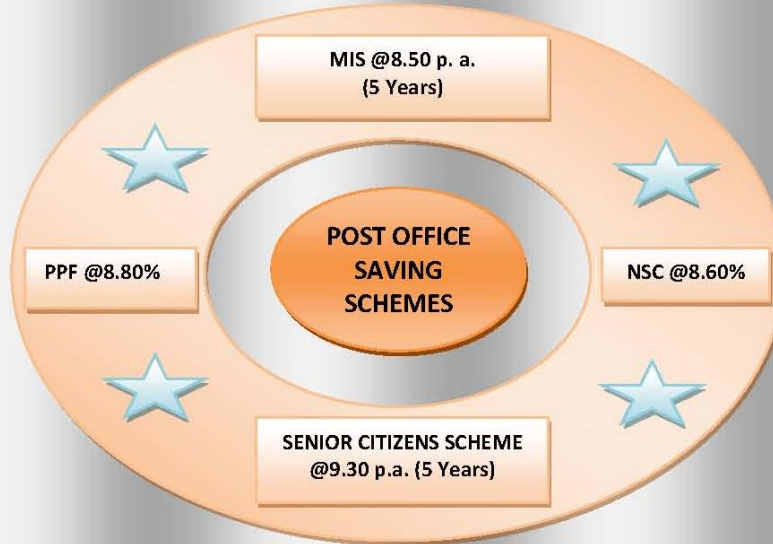 MIS @8.50 p. a.
(5 Years)
POST OFFICE
SAVING
SCHEMES
PPF @8.80%
NSC @8.60%
SENIOR CITIZENS SCHEME
@9.30 p.a. (5 Years)